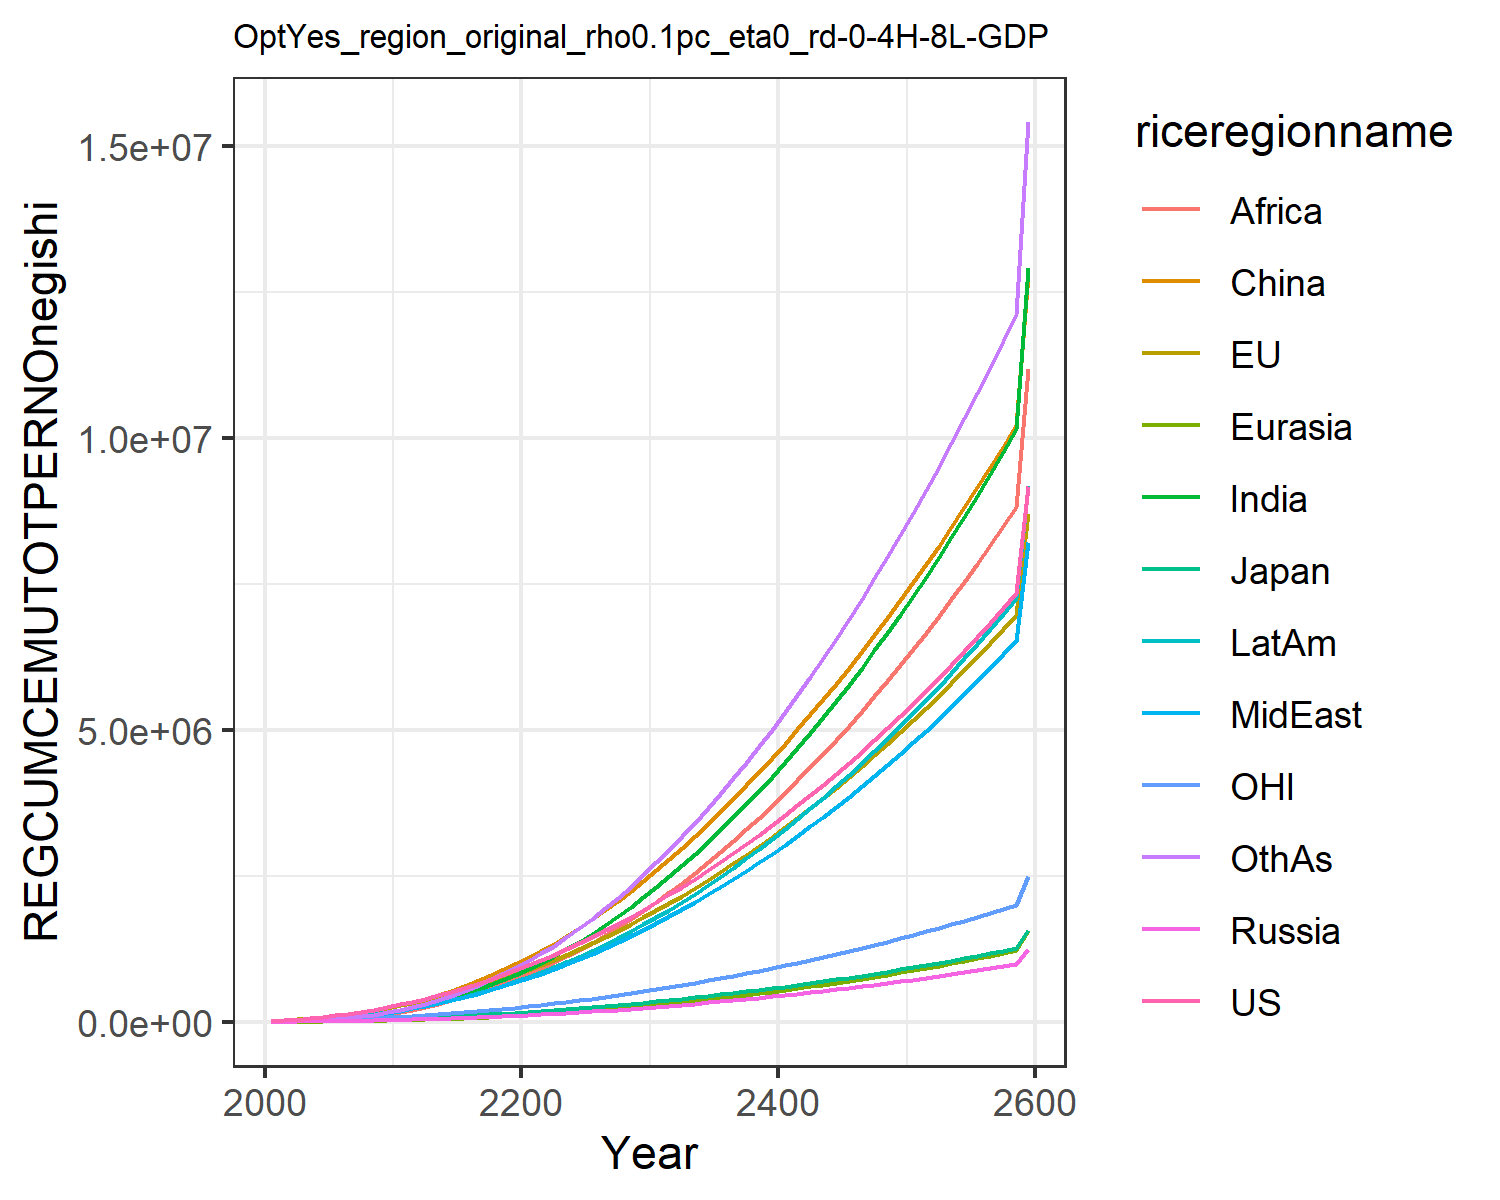 OptYes_region_original_rho0.1pc_eta0_rd-0-4H-8L-GDP
REGCUMCEMUTOTPERNOnegishi
1.5e+07
1.0e+07
5.0e+06
0.0e+00
2000
2200
2400
2600
Year
riceregionname
Africa
China
EU
Eurasia
India
Japan
LatAm
MidEast
OHI
OthAs
Russia
US